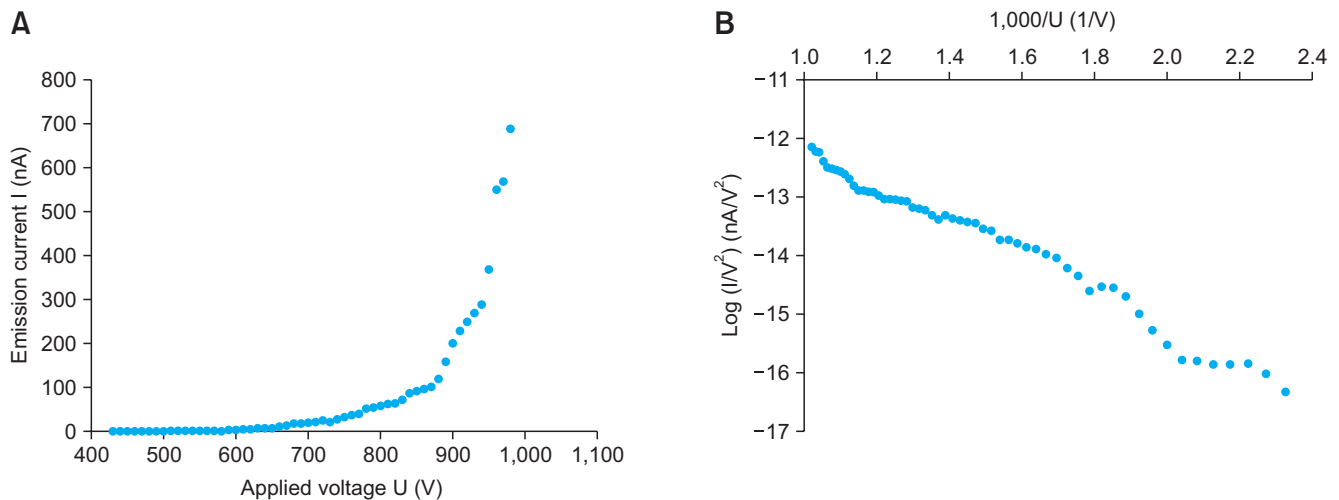 A
800
700
600
500
400
300
200
100
0
Emission current I (nA)
400 500 600 700 800 900 1,000 1,100
Applied voltage U (V)
B
1,000/U (1/V)
1.0 1.2 1.4 1.6 1.8 2.0 2.2 2.4
−11
−12
−13
−14
−15
−16
−17
Log (I/V²) (nA/V²)